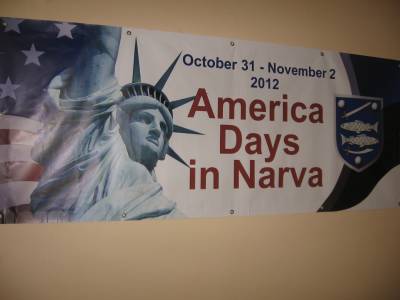 October 31 - November 2
2012
America
Days
in Narva